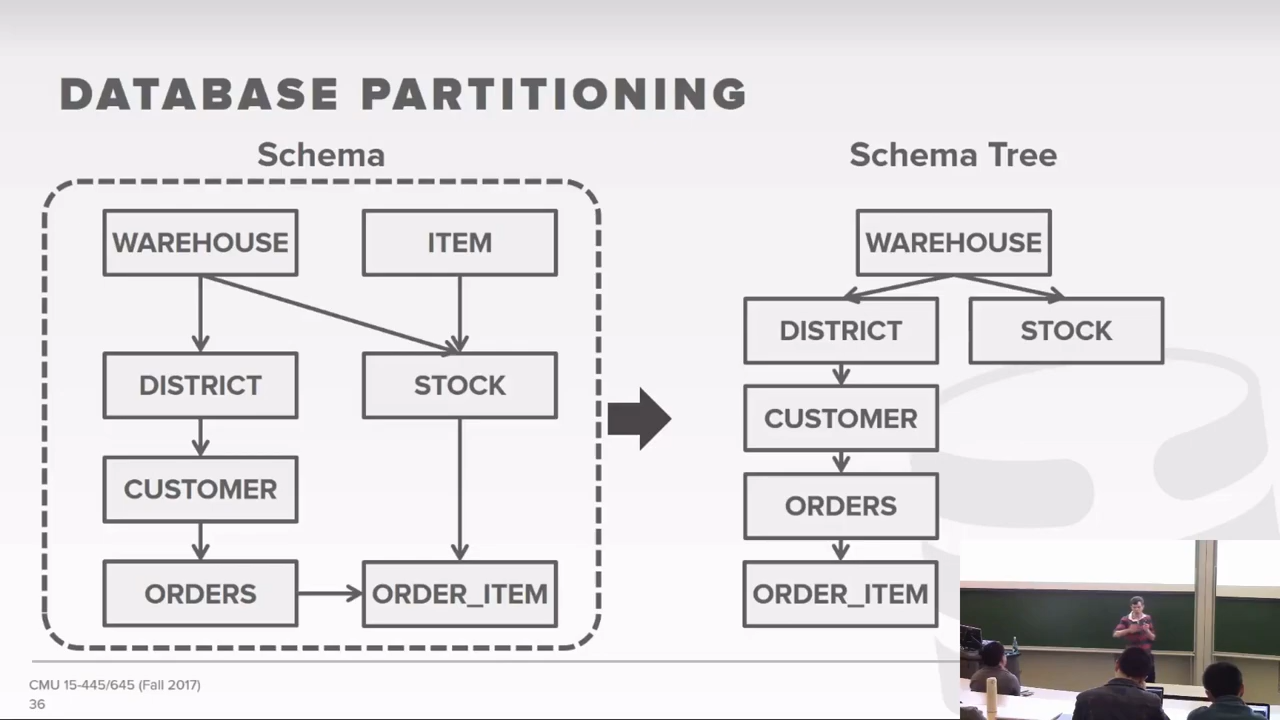 DATABASE PARTITIONING
Schema
WAREHOUSE
ITEM
DISTRICT
STOCK
CUSTOMER
ORDERS
ORDER_ITEM
Schema Tree
WAREHOUSE
DISTRICT
STOCK
CUSTOMER
ORDERS
ORDER_ITEM
CMU 15-445/645 (Fall 2017)
36